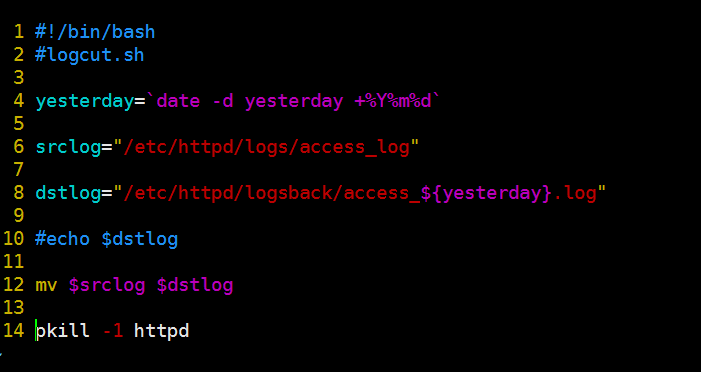 1 #!/bin/bash
2 #logcut.sh
3
4 yesterday=`date -d yesterday +%Y%m%d`
5
6 srclog="/etc/httpd/logs/access_log"
7
8 dstlog="/etc/httpd/logsback/access_${yesterday}.log"
9
10 #echo $dstlog
11
12 mv $srclog $dstlog
13
14 pkill -1 httpd